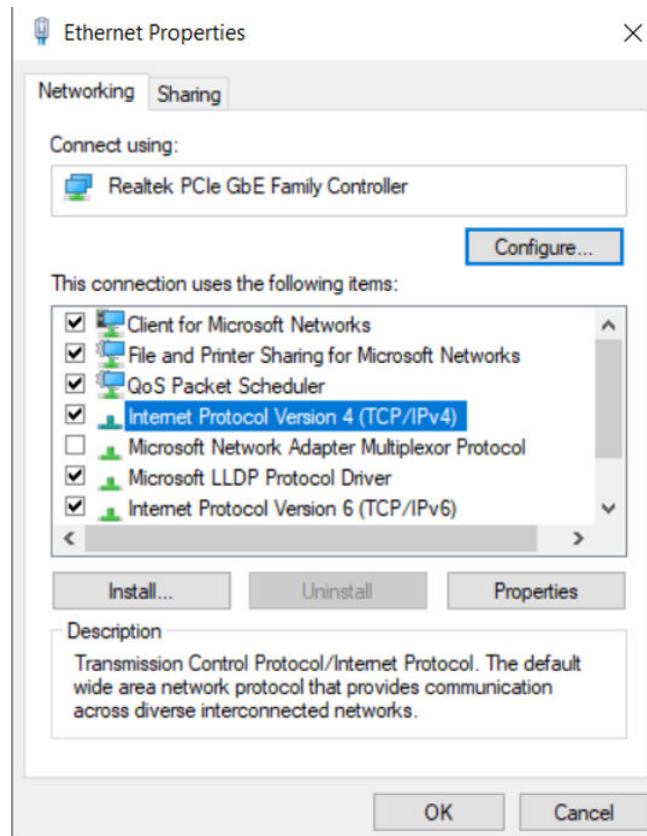 Ethernet Properties
Networking
Sharing
Connect using:
Realtek PCIe GbE Family Controller
Configure...
This connection uses the following items:
Client for Microsoft Networks
File and Printer Sharing for Microsoft Networks
QoS Packet Scheduler
Internet Protocol Version 4 (TCP/IPv4)
Microsoft Network Adapter Multiplexor Protocol
Microsoft LLDP Protocol Driver
Internet Protocol Version 6 (TCP/IPv6)
Install...
Uninstall
Properties
Description
Transmission Control Protocol/Internet Protocol. The default
wide area network protocol that provides communication
across diverse interconnected networks.
OK
Cancel